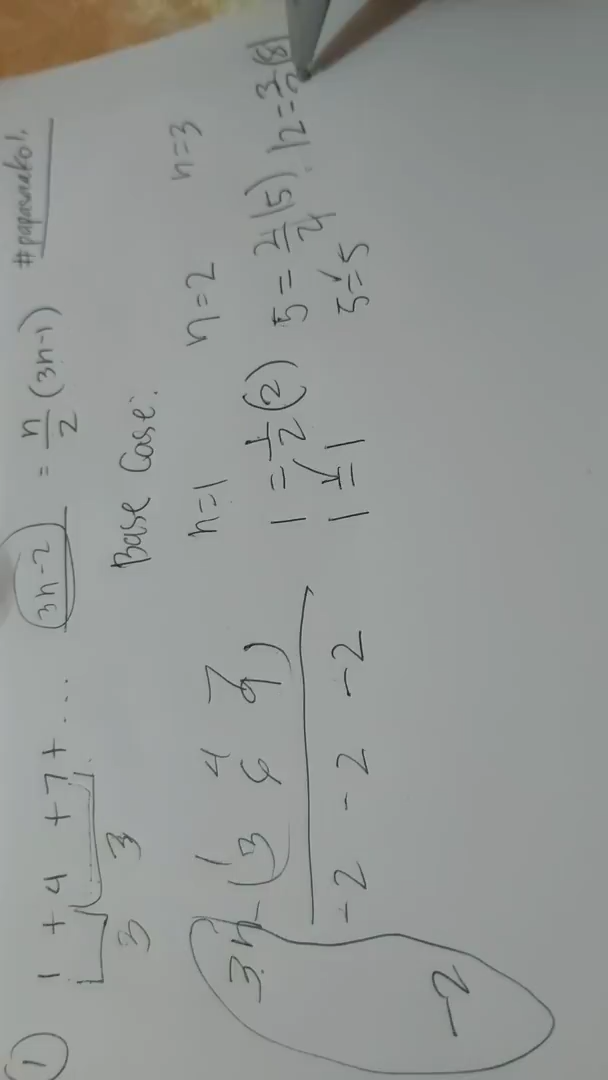 ① 1 + 4 + 7 + ... 3n-2 = n/2 (3n-1)
3 3
Base Case:
1 4 7
3n - (3 6 9)
-2 -2 -2
-2
n=1 n=2 n=3
1 = 1/2 (2) 5 = 2/2 (5) 12 = 3/2 (8)
1 = 1 5 = 5